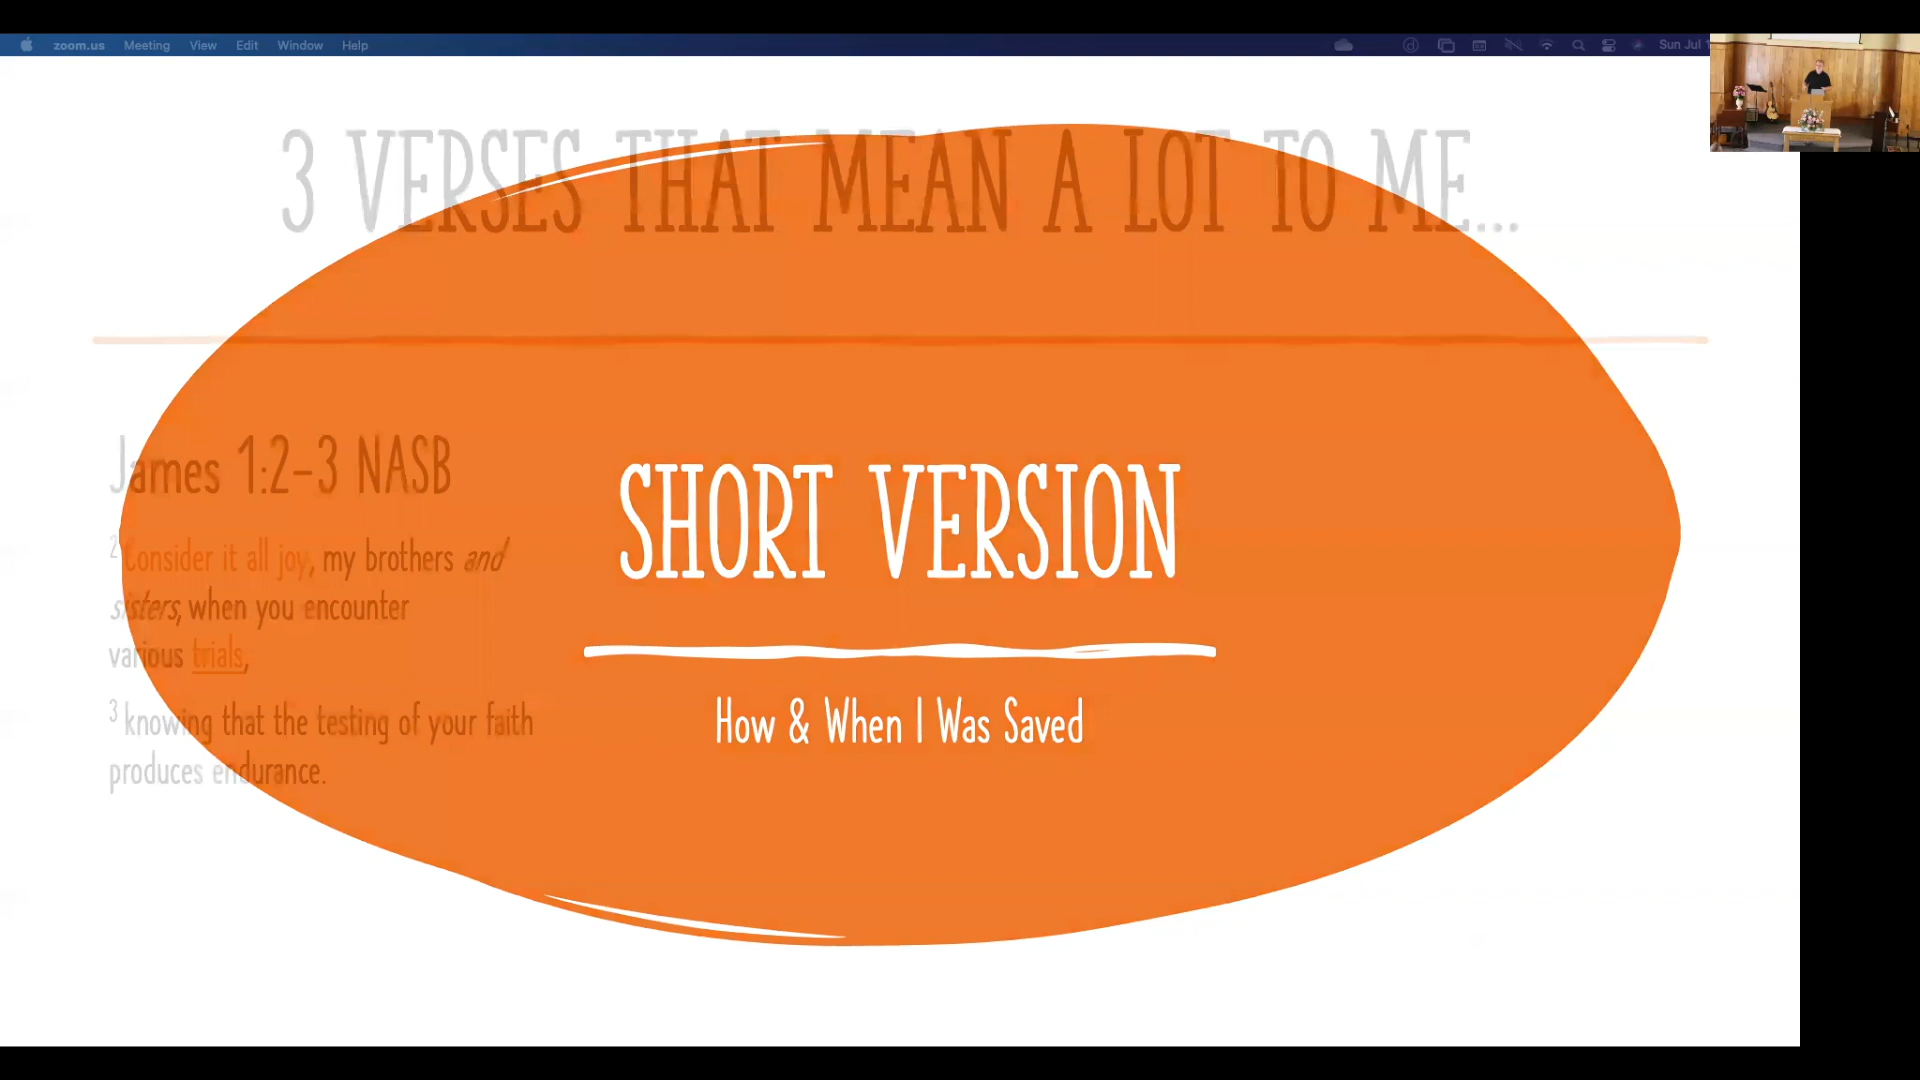 zoom.us Meeting View Edit Window Help
Sun Jul
3 VERSES THAT MEAN A LOT TO ME...
James 1:2-3 NASB
2 Consider it all joy, my brothers and
sisters, when you encounter
various trials,
3 knowing that the testing of your faith
produces endurance.
SHORT VERSION
How & When I Was Saved